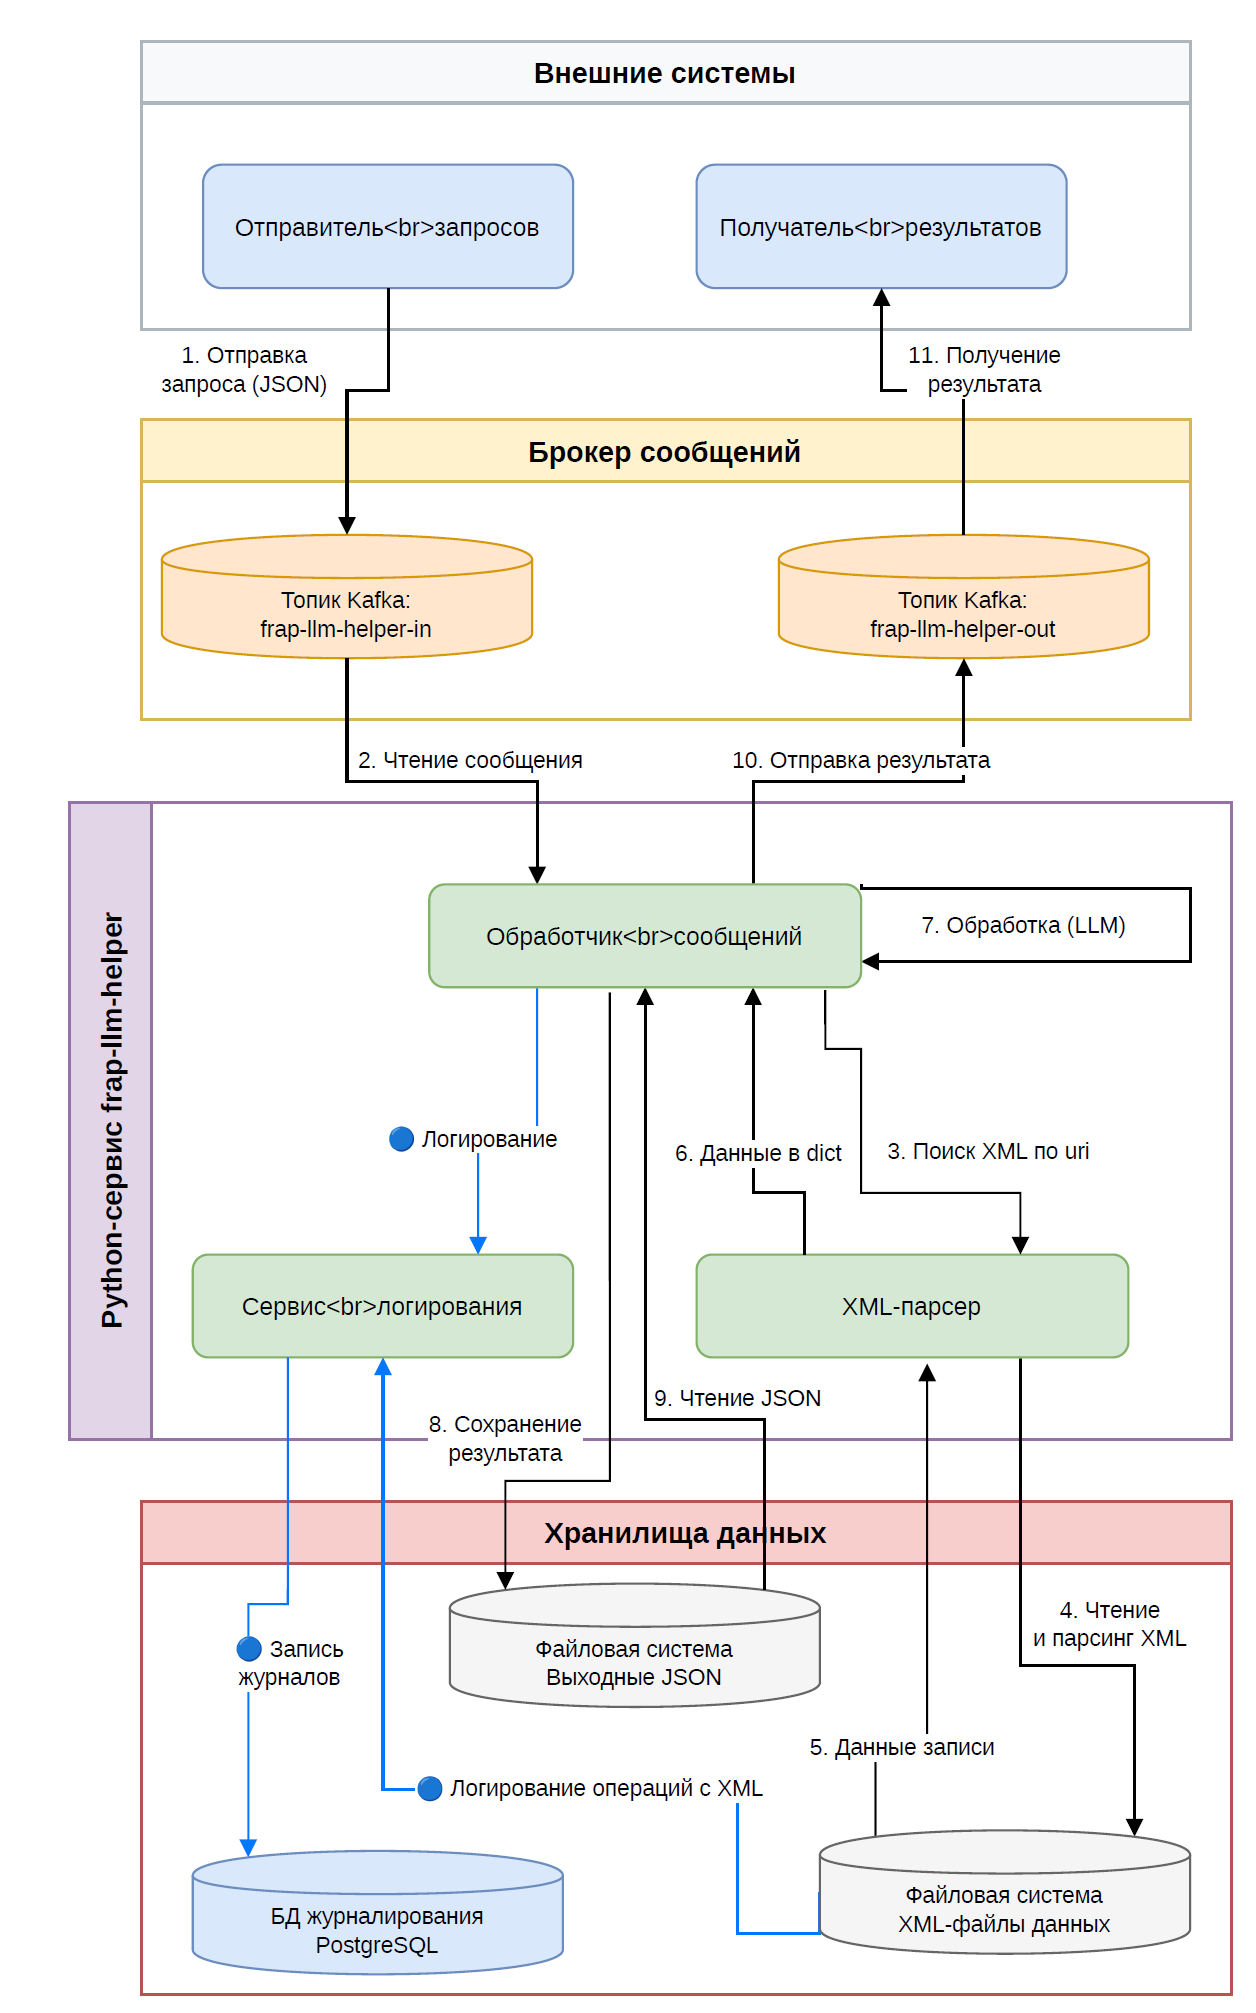 Внешние системы
Отправитель<br>запросов
Получатель<br>результатов
1. Отправка
запроса (JSON)
11. Получение
результата
Брокер сообщений
Топик Kafka:
frap-llm-helper-in
Топик Kafka:
frap-llm-helper-out
2. Чтение сообщения
10. Отправка результата
Python-сервис frap-llm-helper
Обработчик<br>сообщений
7. Обработка (LLM)
Логирование
6. Данные в dict
3. Поиск XML по uri
Сервис<br>логирования
XML-парсер
9. Чтение JSON
8. Сохранение
результата
Хранилища данных
4. Чтение
и парсинг XML
Запись
журналов
Файловая система
Выходные JSON
5. Данные записи
Логирование операций с XML
Файловая система
XML-файлы данных
БД журналирования
PostgreSQL